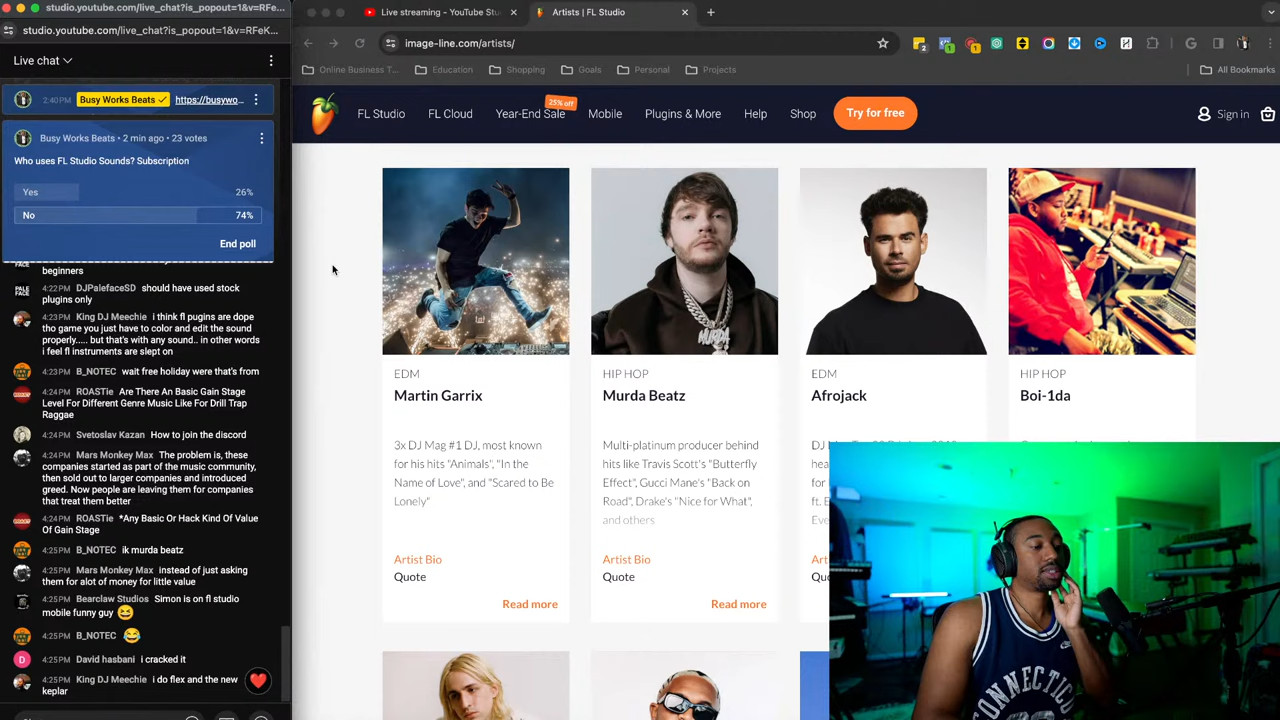 studio.youtube.com/live_chat?is_popout=1&v=RFe...
studio.youtube.com/live_chat?is_popout=1&v=RFeK...
Live chat
2:40PM Busy Works Beats https://busywo...
Busy Works Beats • 2 min ago • 23 votes
Who uses FL Studio Sounds? Subscription
Yes 26%
No 74%
End poll
beginners
4:22PM DJPalefaceSD should have used stock
plugins only
4:23PM King DJ Meechie i think fl pugins are dope
tho game you just have to color and edit the sound
properly..... but that's with any sound.. in other words
i feel fl instruments are slept on
4:23PM B_NOTEC wait free holiday were that's from
4:24PM ROASTie Are There An Basic Gain Stage
Level For Different Genre Music Like For Drill Trap
Raggae
4:24PM Svetoslav Kazan How to join the discord
4:24PM Mars Monkey Max The problem is, these
companies started as part of the music community,
then sold out to larger companies and introduced
greed. Now people are leaving them for companies
that treat them better
4:24PM ROASTie *Any Basic Or Hack Kind Of Value
Of Gain Stage
4:25PM B_NOTEC ik murda beatz
4:25PM Mars Monkey Max instead of just asking
them for alot of money for little value
4:25PM Bearclaw Studios Simon is on fl studio
mobile funny guy 😆
4:25PM B_NOTEC 😂
4:25PM David hasbani i cracked it
4:25PM King DJ Meechie i do flex and the new
keplar
Live streaming - YouTube Stu
Artists | FL Studio
image-line.com/artists/
Online Business T...
Education
Shopping
Goals
Personal
Projects
All Bookmarks
FL Studio
FL Cloud
Year-End Sale
25% off
Mobile
Plugins & More
Help
Shop
Try for free
Sign in
MURDA
EDM
Martin Garrix
3x DJ Mag #1 DJ, most known
for his hits "Animals", "In the
Name of Love", and "Scared to Be
Lonely"
Artist Bio
Quote
Read more
HIP HOP
Murda Beatz
Multi-platinum producer behind
hits like Travis Scott's "Butterfly
Effect", Gucci Mane's "Back on
Road", Drake's "Nice for What",
and others
Artist Bio
Quote
Read more
EDM
Afrojack
HIP HOP
Boi-1da
CONNECTIC